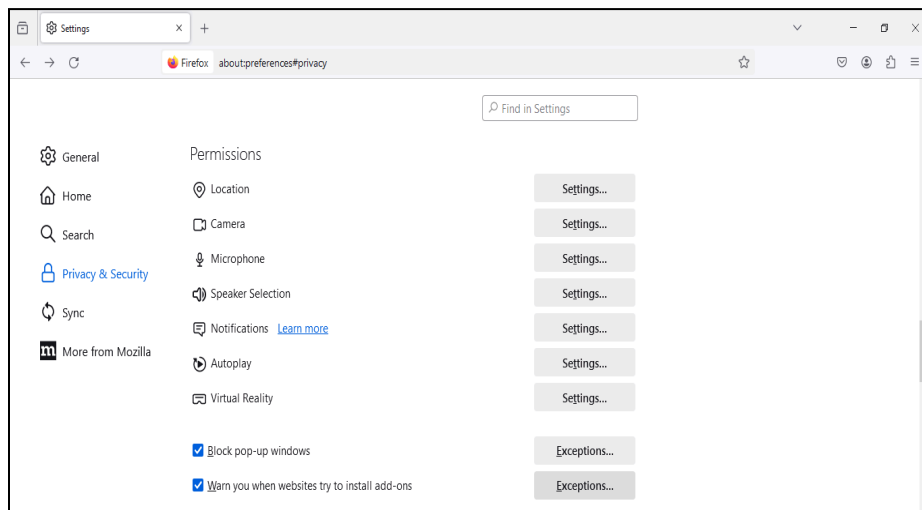 Settings
Firefox about:preferences#privacy
Find in Settings
General
Home
Search
Privacy & Security
Sync
More from Mozilla
Permissions
Location Settings...
Camera Settings...
Microphone Settings...
Speaker Selection Settings...
Notifications Learn more Settings...
Autoplay Settings...
Virtual Reality Settings...
Block pop-up windows Exceptions...
Warn you when websites try to install add-ons Exceptions...